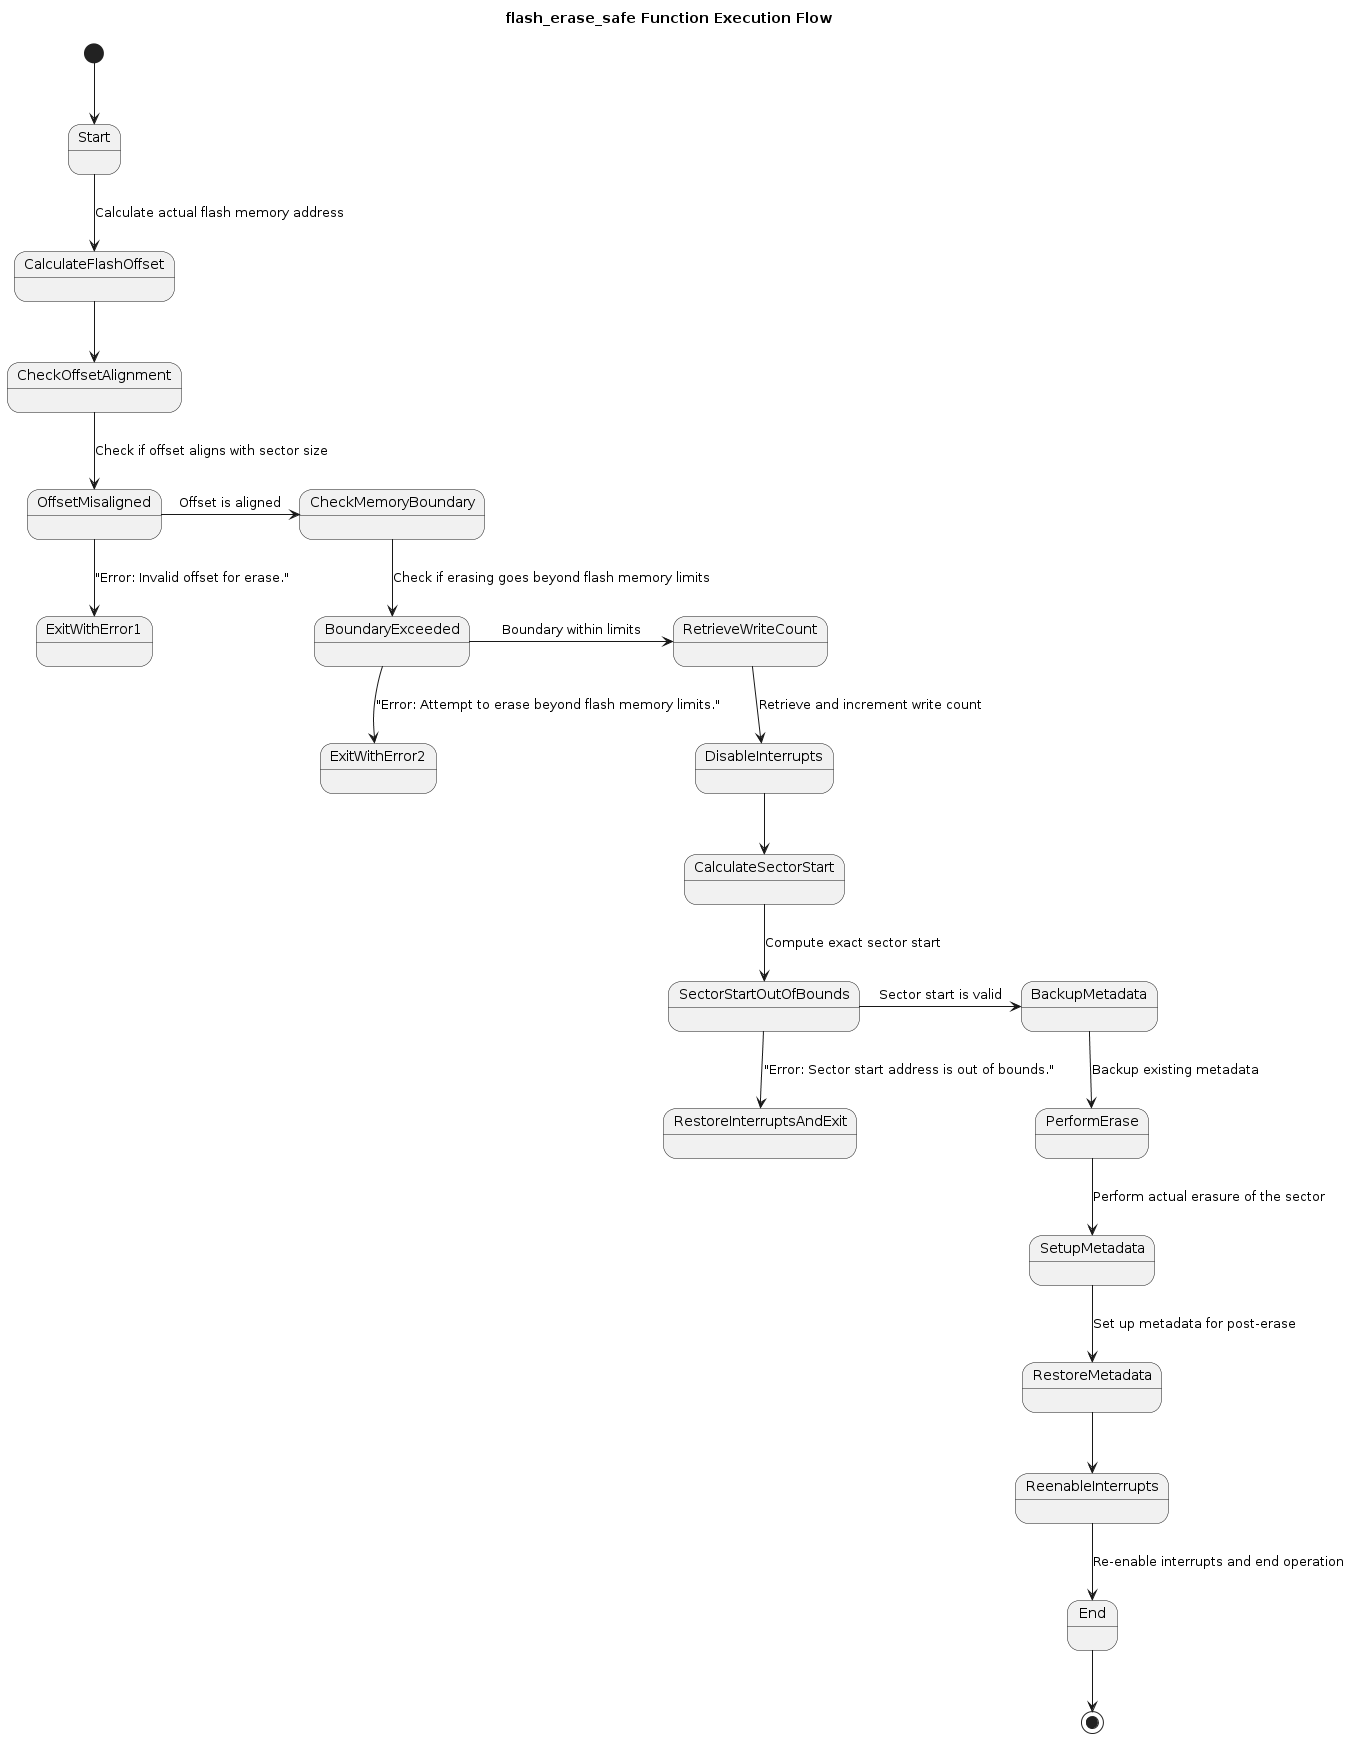 flash_erase_safe Function Execution Flow
Start
Calculate actual flash memory address
CalculateFlashOffset
CheckOffsetAlignment
Check if offset aligns with sector size
OffsetMisaligned
Offset is aligned
CheckMemoryBoundary
"Error: Invalid offset for erase."
Check if erasing goes beyond flash memory limits
ExitWithError1
BoundaryExceeded
Boundary within limits
RetrieveWriteCount
"Error: Attempt to erase beyond flash memory limits."
Retrieve and increment write count
ExitWithError2
DisableInterrupts
CalculateSectorStart
Compute exact sector start
SectorStartOutOfBounds
Sector start is valid
BackupMetadata
"Error: Sector start address is out of bounds."
Backup existing metadata
RestoreInterruptsAndExit
PerformErase
Perform actual erasure of the sector
SetupMetadata
Set up metadata for post-erase
RestoreMetadata
ReenableInterrupts
Re-enable interrupts and end operation
End